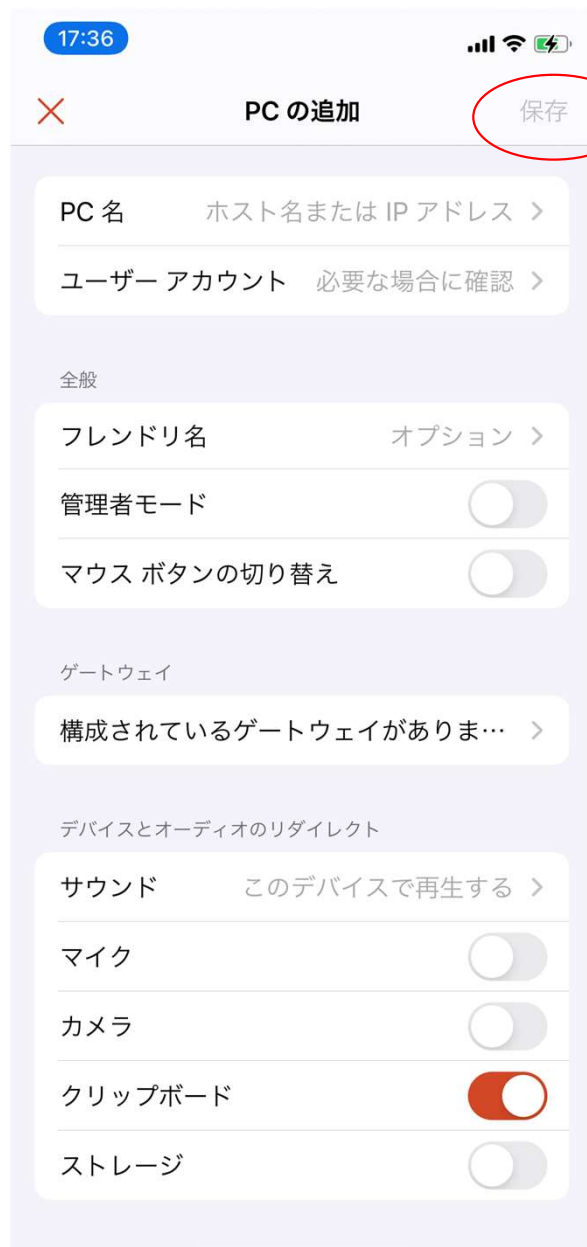 17:36
PC の追加
保存
PC 名 ホスト名または IP アドレス
ユーザー アカウント 必要な場合に確認
全般
フレンドリ名 オプション
管理者モード
マウス ボタンの切り替え
ゲートウェイ
構成されているゲートウェイがありま…
デバイスとオーディオのリダイレクト
サウンド このデバイスで再生する
マイク
カメラ
クリップボード
ストレージ